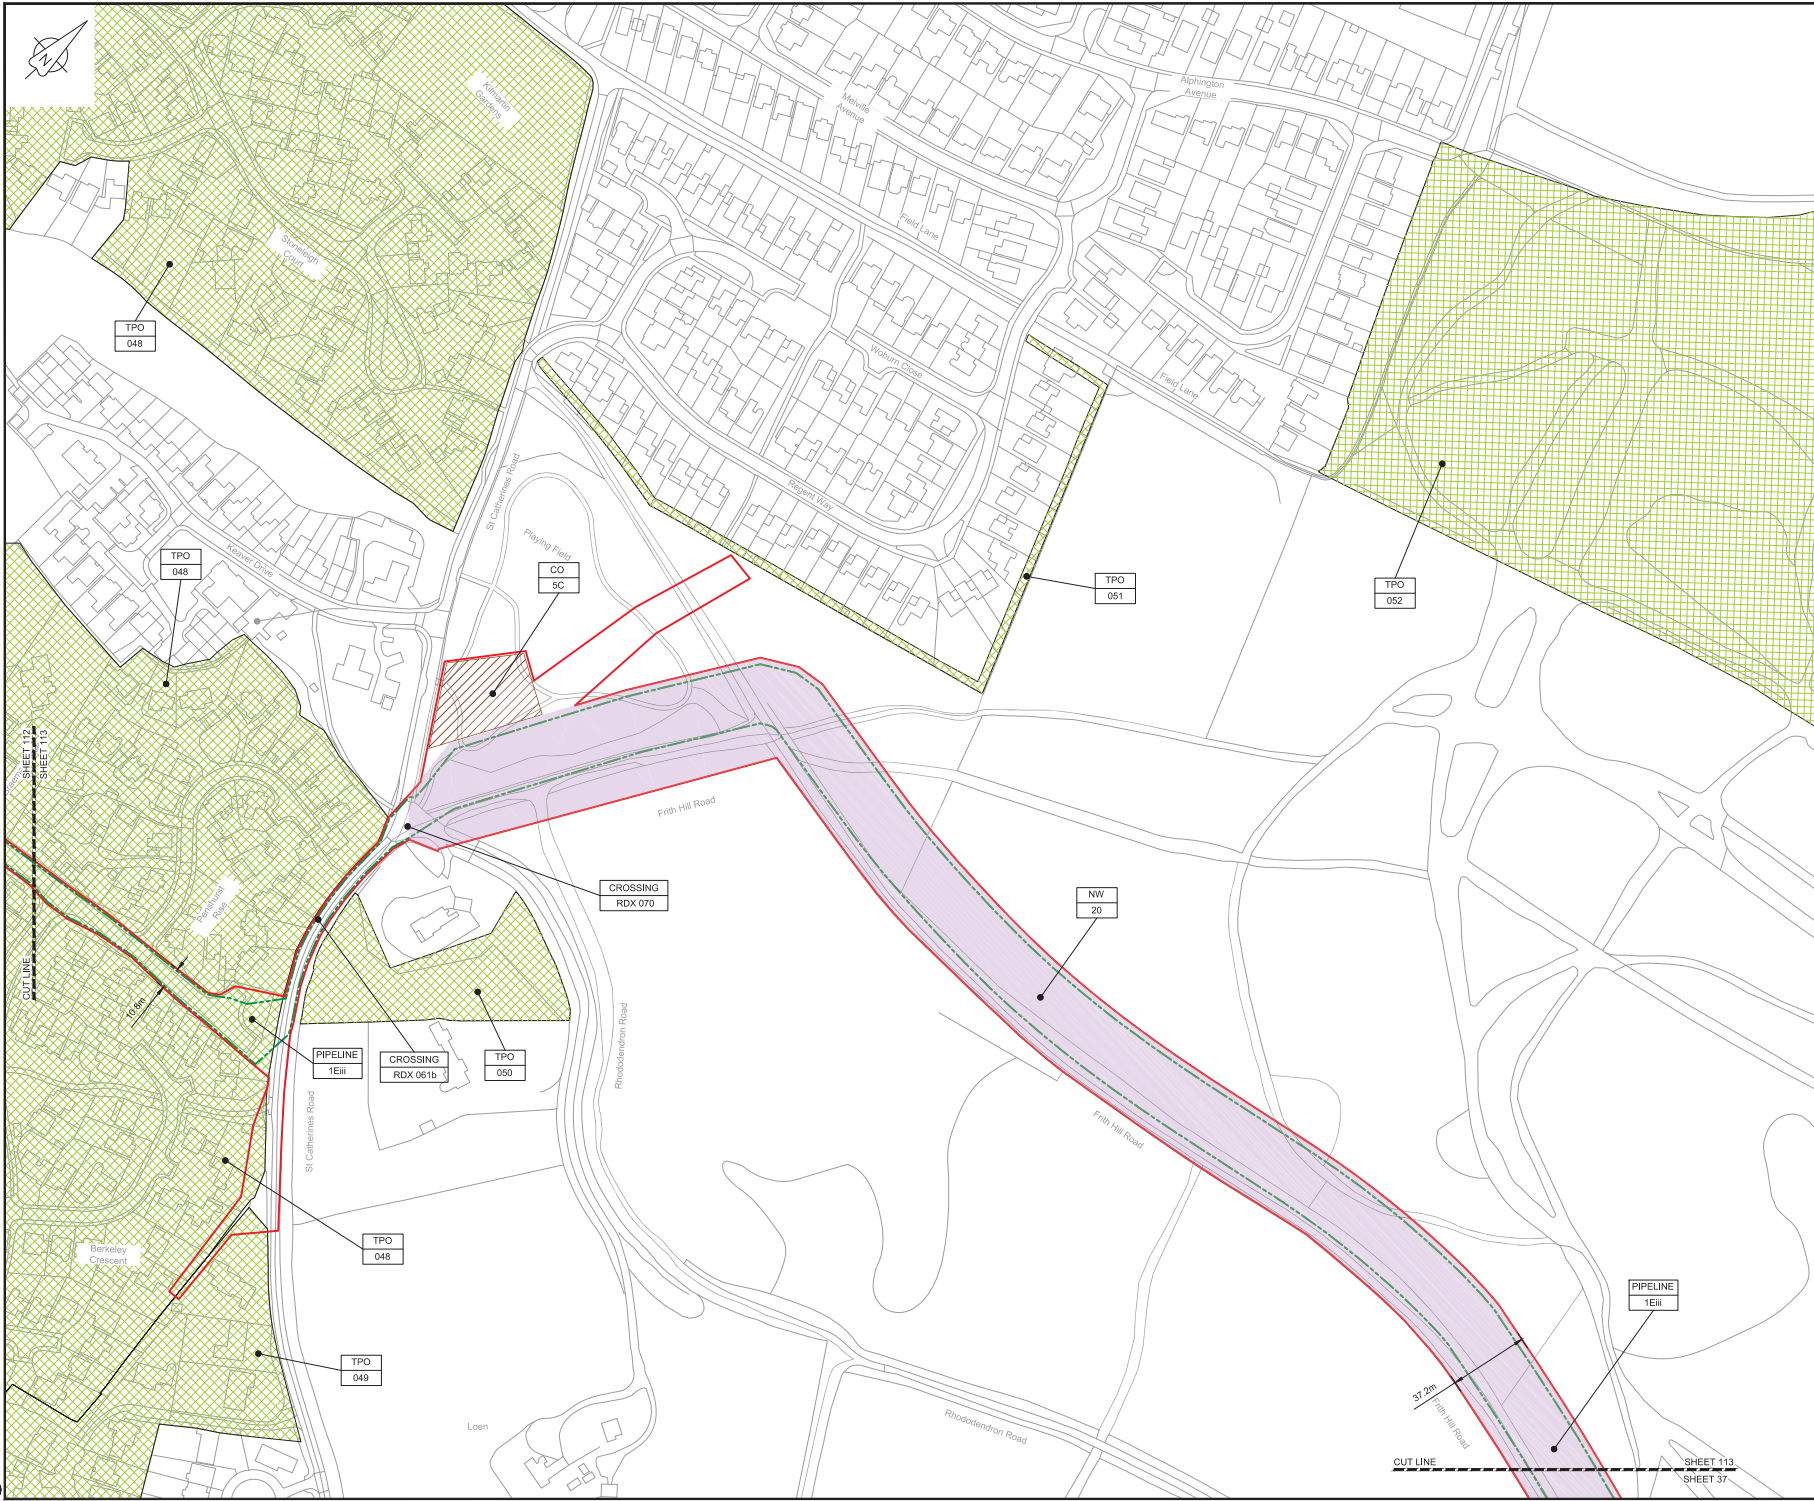 N
Kilmartin
Gardens
Melville
Avenue
Alphington
Avenue
Stoneleigh
Court
Field Lane
TPO
048
Woburn Close
Field Lane
St Catherines Road
Regent Way
Playing Field
Keaver Drive
TPO
048
CO
5C
TPO
051
TPO
052
SHEET 112
SHEET 113
CUT LINE
Frith Hill Road
CROSSING
RDX 070
NW
20
Penshurst
Rise
10.8m
PIPELINE
1Eiii
CROSSING
RDX 061b
TPO
050
Rhododendron Road
St Catherines Road
Frith Hill Road
TPO
048
Berkeley
Crescent
TPO
049
PIPELINE
1Eiii
37.2m
Frith Hill Road
Loen
Rhododendron Road
CUT LINE
SHEET 113
SHEET 37